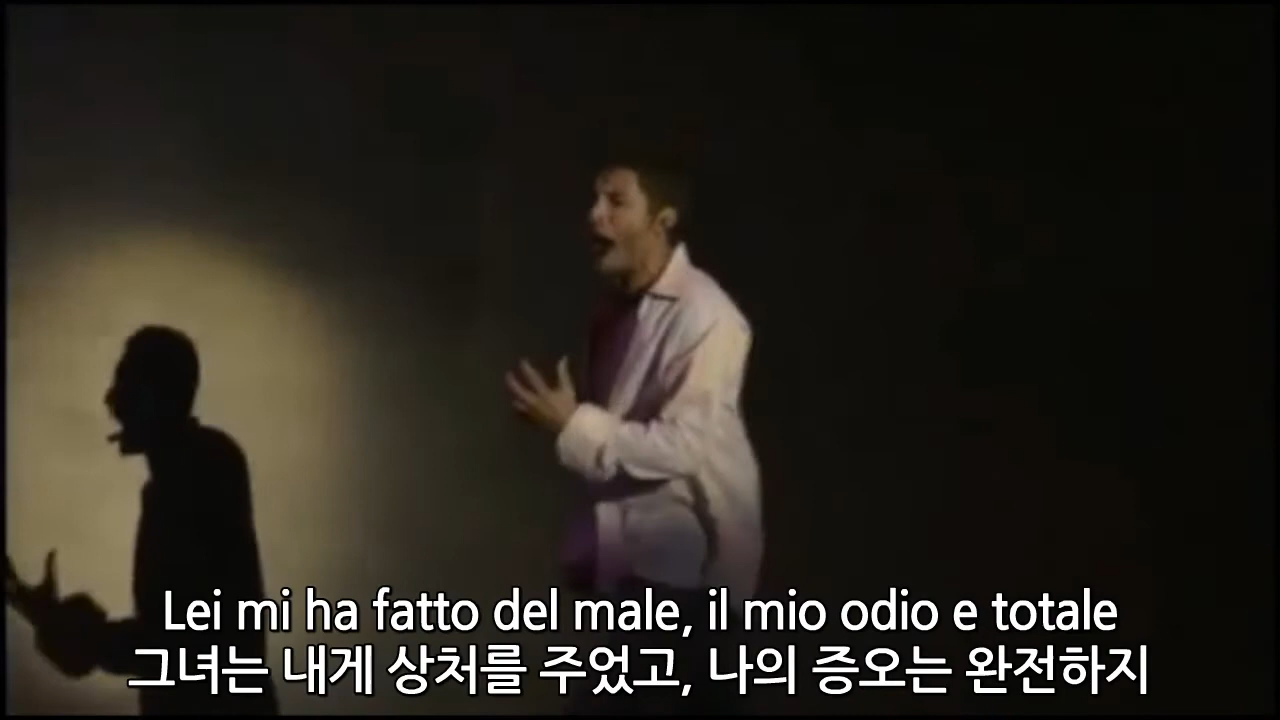 Lei mi ha fatto del male, il mio odio e totale
그녀는 내게 상처를 주었고, 나의 증오는 완전하지